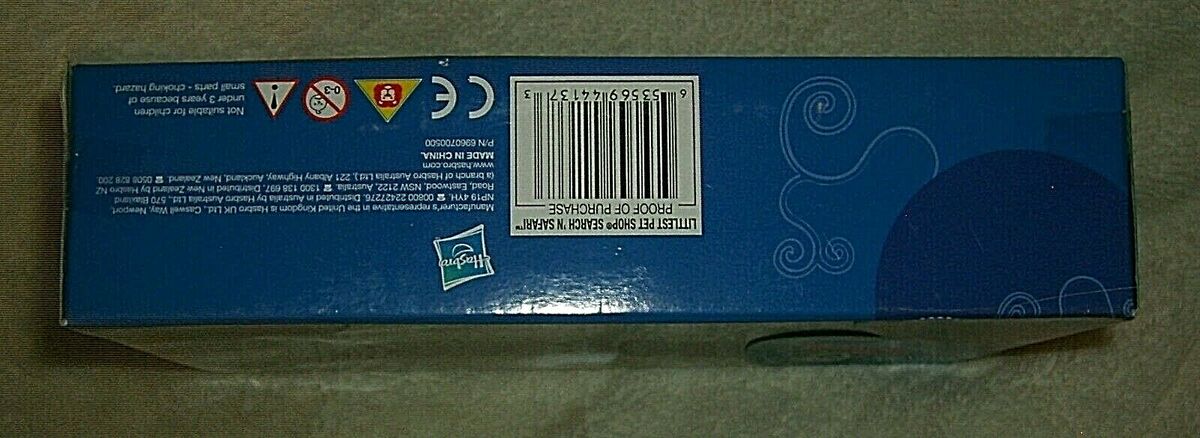 Hasbro
LITTLEST PET SHOP® SEARCH 'N SAFARI™
PROOF OF PURCHASE
6 53569 44137 3
Manufacturer's representative in the United Kingdom is Hasbro UK Ltd., Caswell Way, Newport,
NP19 4YH. ☎ 00800 22427276. Distributed in Australia by Hasbro Australia Ltd., 570 Blaxland
Road, Eastwood, NSW 2122, Australia. ☎ 1300 138 697. Distributed in New Zealand by Hasbro NZ
(a branch of Hasbro Australia Ltd.), 221 Albany Highway, Auckland, New Zealand. ☎ 0508 828 200.
www.hasbro.com
MADE IN CHINA.
P/N 6960700500
CE
0-3
Not suitable for children
under 3 years because of
small parts - choking hazard.